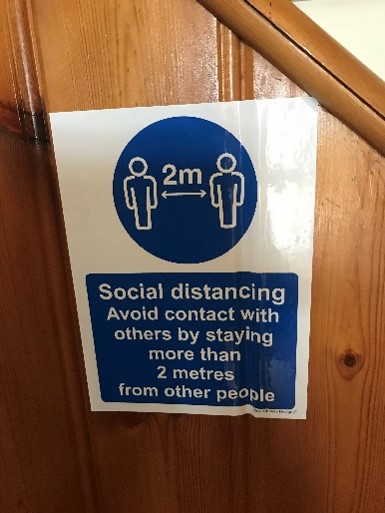 2m
Social distancing
Avoid contact with
others by staying
more than
2 metres
from other people